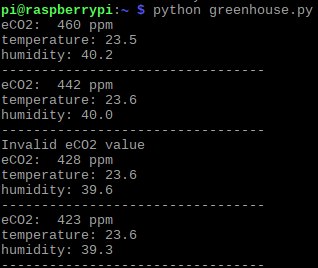 pi@raspberrypi:~ $ python greenhouse.py
eCO2:  460 ppm
temperature: 23.5
humidity: 40.2
---------------------------------
eCO2:  442 ppm
temperature: 23.6
humidity: 40.0
---------------------------------
Invalid eCO2 value
eCO2:  428 ppm
temperature: 23.6
humidity: 39.6
---------------------------------
eCO2:  423 ppm
temperature: 23.6
humidity: 39.3
---------------------------------